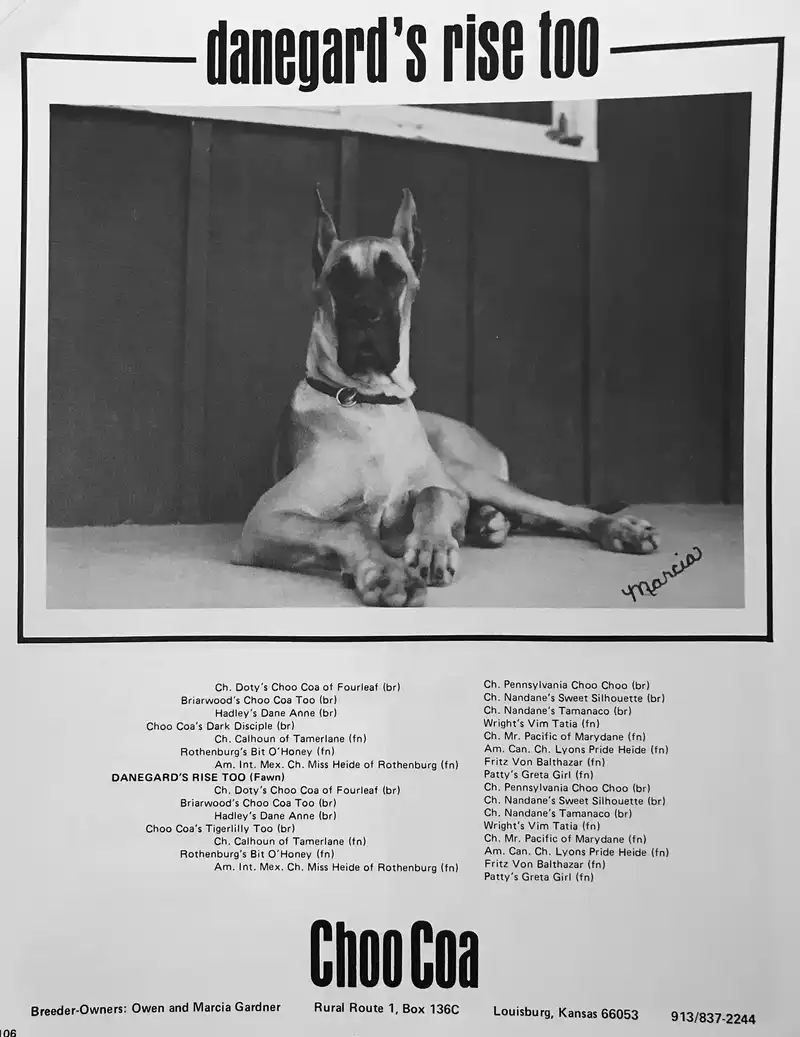 danegard's rise too
Marcia
Ch. Doty's Choo Coa of Fourleaf (br)
Briarwood's Choo Coa Too (br)
Hadley's Dane Anne (br)
Choo Coa's Dark Disciple (br)
Ch. Calhoun of Tamerlane (fn)
Rothenburg's Bit O'Honey (fn)
Am. Int. Mex. Ch. Miss Heide of Rothenburg (fn)
DANEGARD'S RISE TOO (Fawn)
Ch. Doty's Choo Coa of Fourleaf (br)
Briarwood's Choo Coa Too (br)
Hadley's Dane Anne (br)
Choo Coa's Tigerlilly Too (br)
Ch. Calhoun of Tamerlane (fn)
Rothenburg's Bit O'Honey (fn)
Am. Int. Mex. Ch. Miss Heide of Rothenburg (fn)
Ch. Pennsylvania Choo Choo (br)
Ch. Nandane's Sweet Silhouette (br)
Ch. Nandane's Tamanaco (br)
Wright's Vim Tatia (fn)
Ch. Mr. Pacific of Marydane (fn)
Am. Can. Ch. Lyons Pride Heide (fn)
Fritz Von Balthazar (fn)
Patty's Greta Girl (fn)
Ch. Pennsylvania Choo Choo (br)
Ch. Nandane's Sweet Silhouette (br)
Ch. Nandane's Tamanaco (br)
Wright's Vim Tatia (fn)
Ch. Mr. Pacific of Marydane (fn)
Am. Can. Ch. Lyons Pride Heide (fn)
Fritz Von Balthazar (fn)
Patty's Greta Girl (fn)
Choo Coa
Breeder-Owners: Owen and Marcia Gardner Rural Route 1, Box 136C Louisburg, Kansas 66053 913/837-2244
106